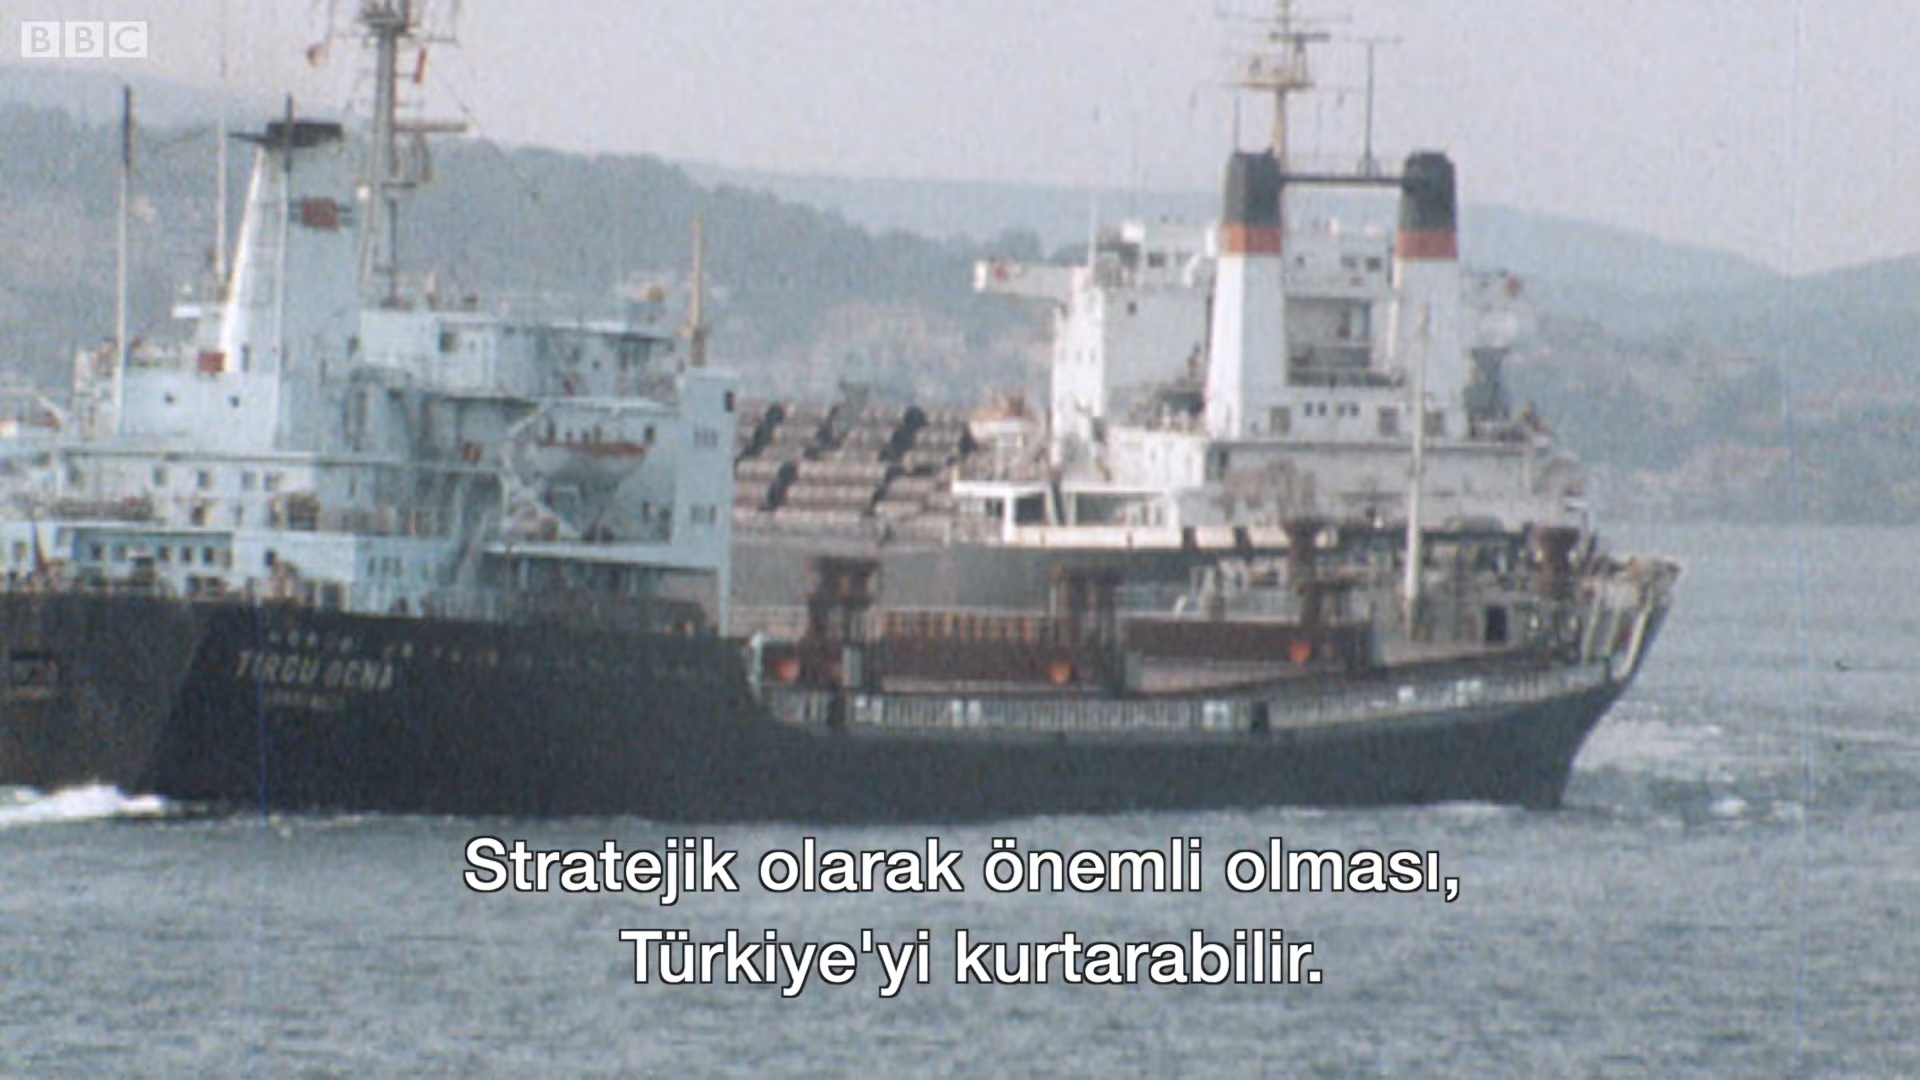 BBC
TIRGU OCNA
Stratejik olarak önemli olması,
Türkiye'yi kurtarabilir.